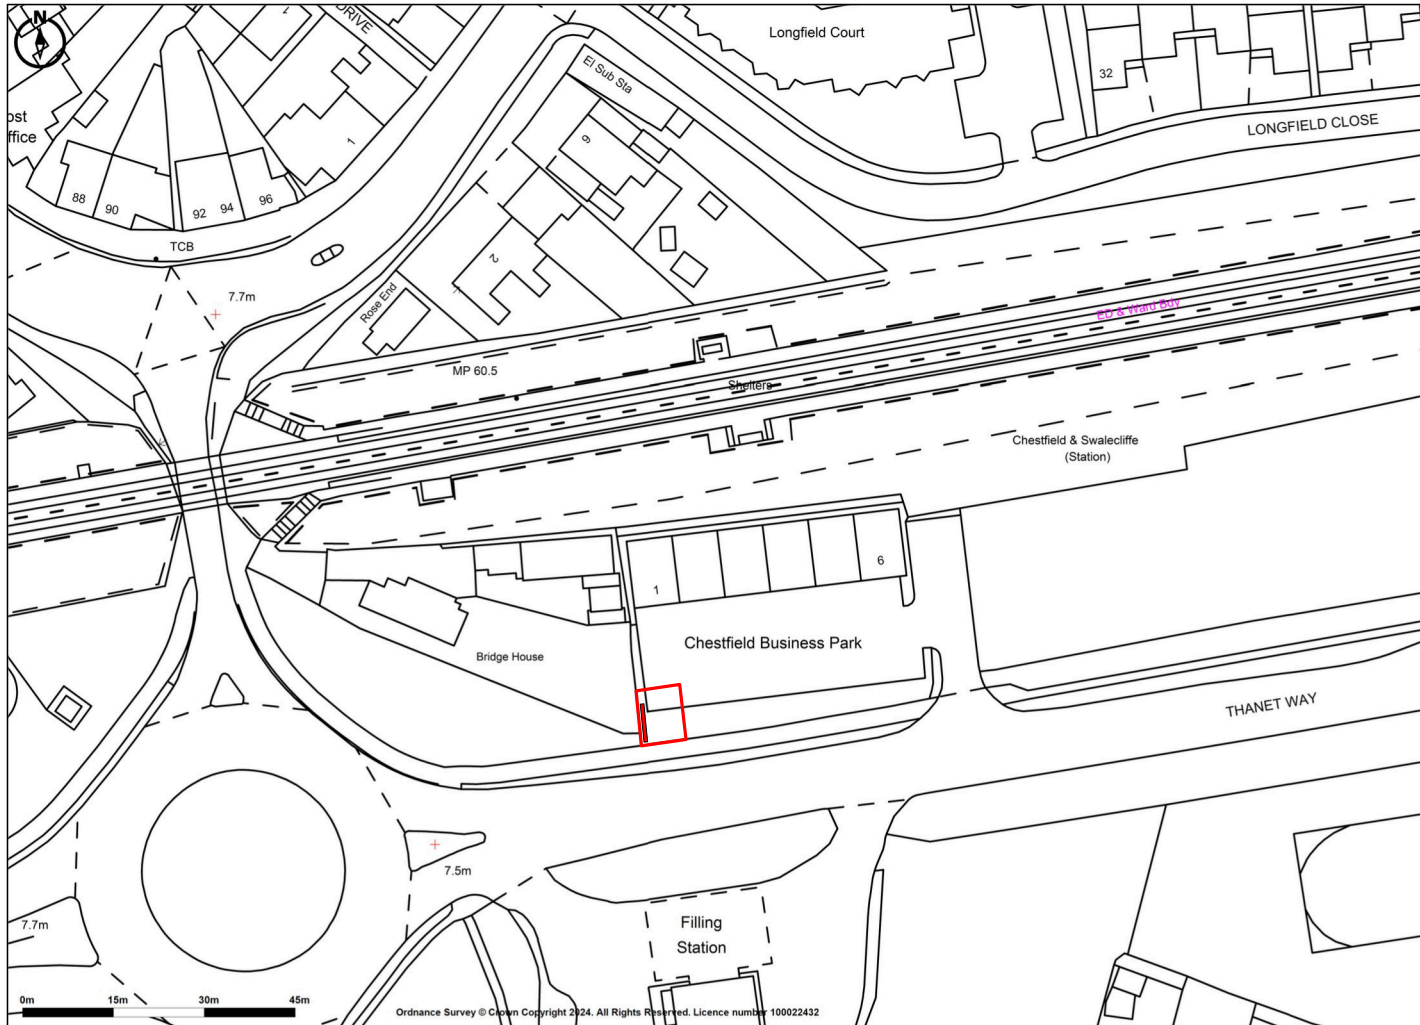 N
1
DRIVE
Longfield Court
El Sub Sta
32
LONGFIELD CLOSE
ost
ffice
9
1
88
90
92
94
96
TCB
2
7.7m
Rose End
ED & Ward Bdy
MP 60.5
Shelters
Chestfield & Swalecliffe
(Station)
1
6
Chestfield Business Park
Bridge House
THANET WAY
7.5m
7.7m
Filling
Station
0m 15m 30m 45m
Ordnance Survey © Crown Copyright 2024. All Rights Reserved. Licence number 100022432